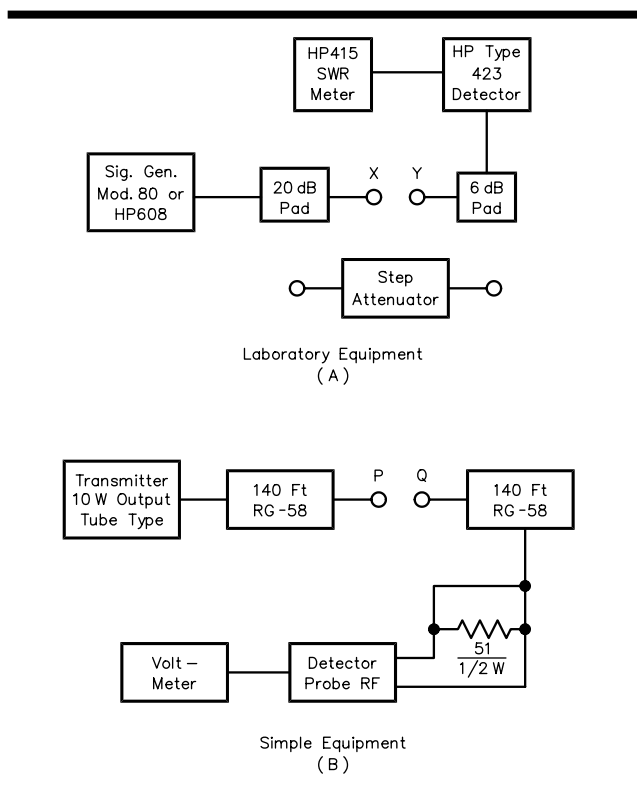 HP415
SWR
Meter
HP Type
423
Detector
Sig. Gen.
Mod. 80 or
HP608
20 dB
Pad
X
Y
6 dB
Pad
Step
Attenuator
Laboratory Equipment
(A)
Transmitter
10 W Output
Tube Type
140 Ft
RG-58
P
Q
140 Ft
RG-58
51
1/2 W
Volt-
Meter
Detector
Probe RF
Simple Equipment
(B)